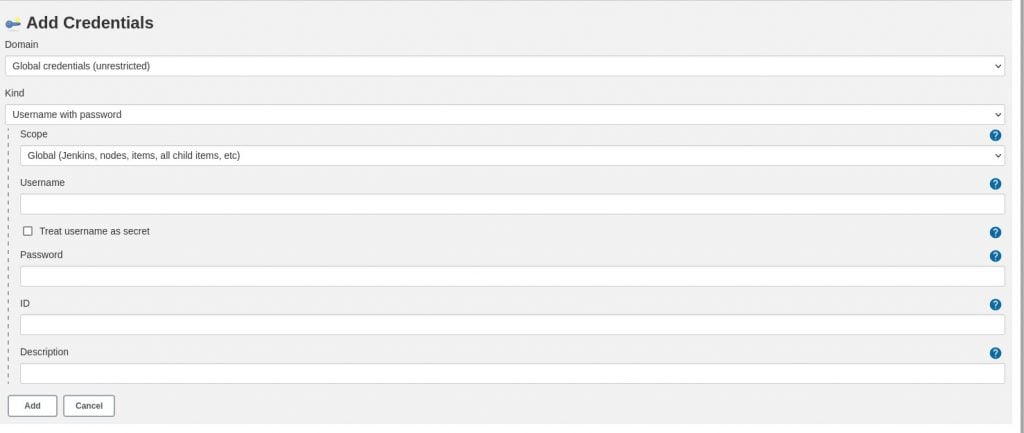 Add Credentials
Domain
Global credentials (unrestricted)
Kind
Username with password
Scope
?
Global (Jenkins, nodes, items, all child items, etc)
Username
?
Treat username as secret
?
Password
?
ID
?
Description
?
Add
Cancel